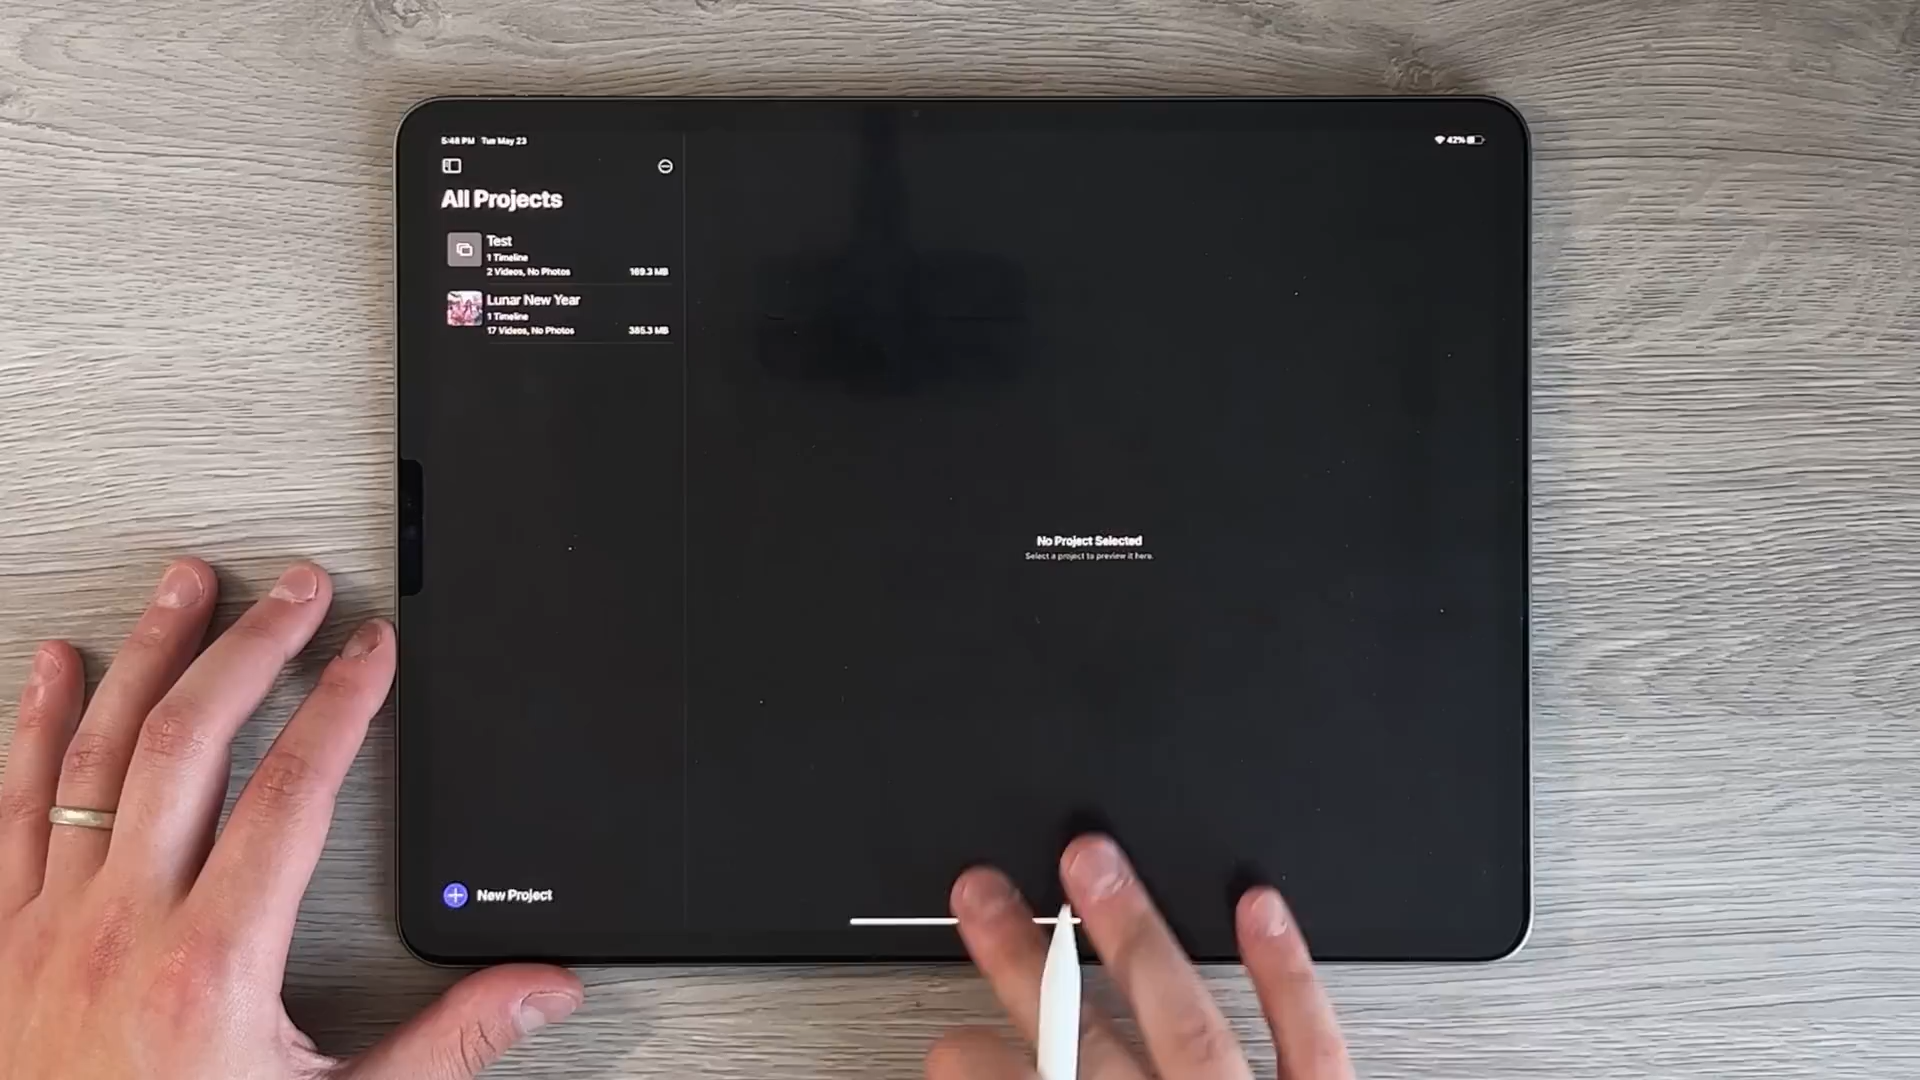 5:48 PM Tue May 23
42%
All Projects
Test
1 Timeline
2 Videos, No Photos 169.3 MB
Lunar New Year
1 Timeline
17 Videos, No Photos 385.3 MB
No Project Selected
Select a project to preview it here.
New Project